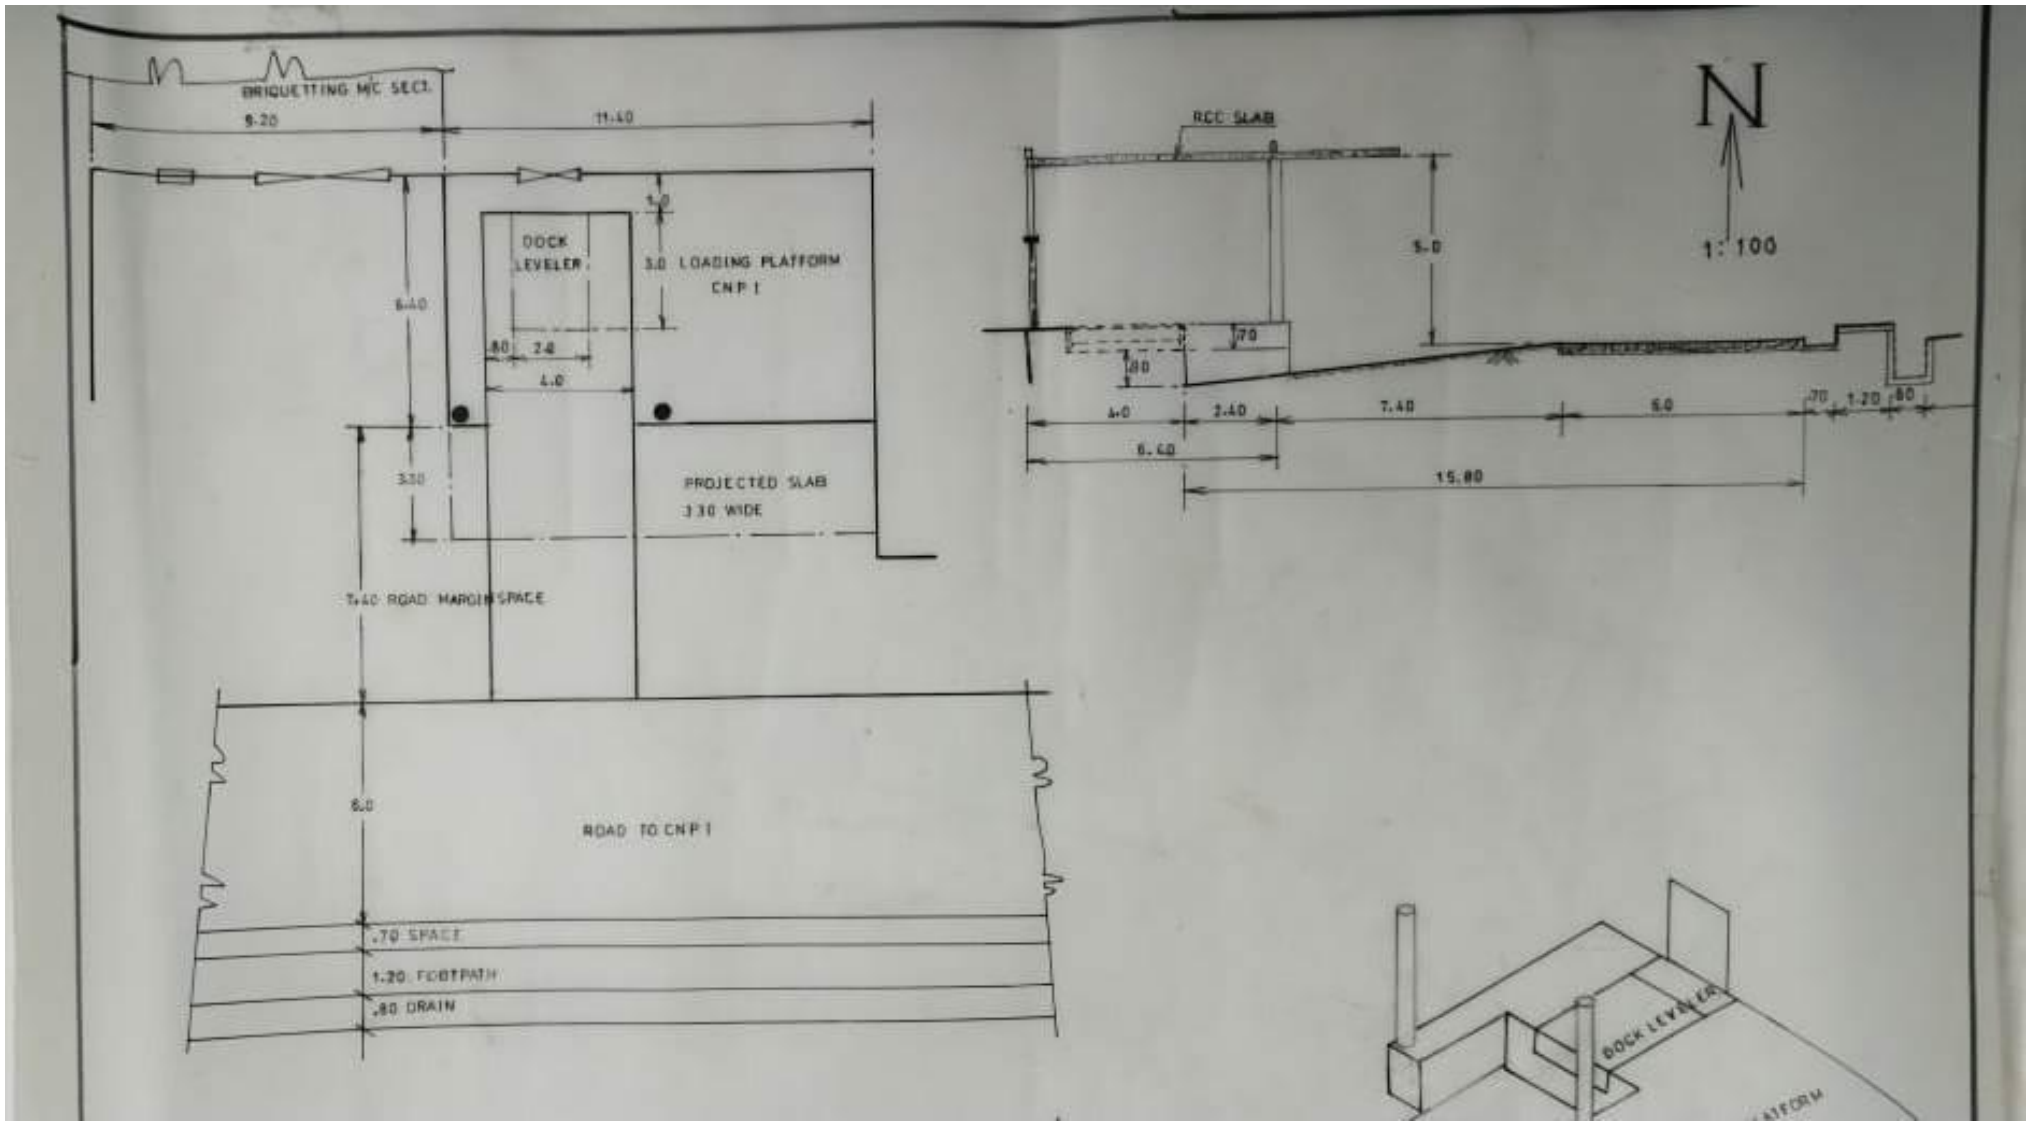 BRIQUETTING M/C SECT.
9.20
11.40
1.0
DOCK
LEVELER
3.0
LOADING PLATFORM
CNP I
6.40
.80
2.0
4.0
3.30
PROJECTED SLAB
3.30 WIDE
7.40 ROAD MARGIN SPACE
6.0
ROAD TO CNP I
.70 SPACE
1.20 FOOTPATH
.80 DRAIN
RCC SLAB
5.0
.70
.80
4.0
2.40
7.40
6.0
.70
1.20
.80
6.40
15.80
N
1:100
DOCK LEVELER